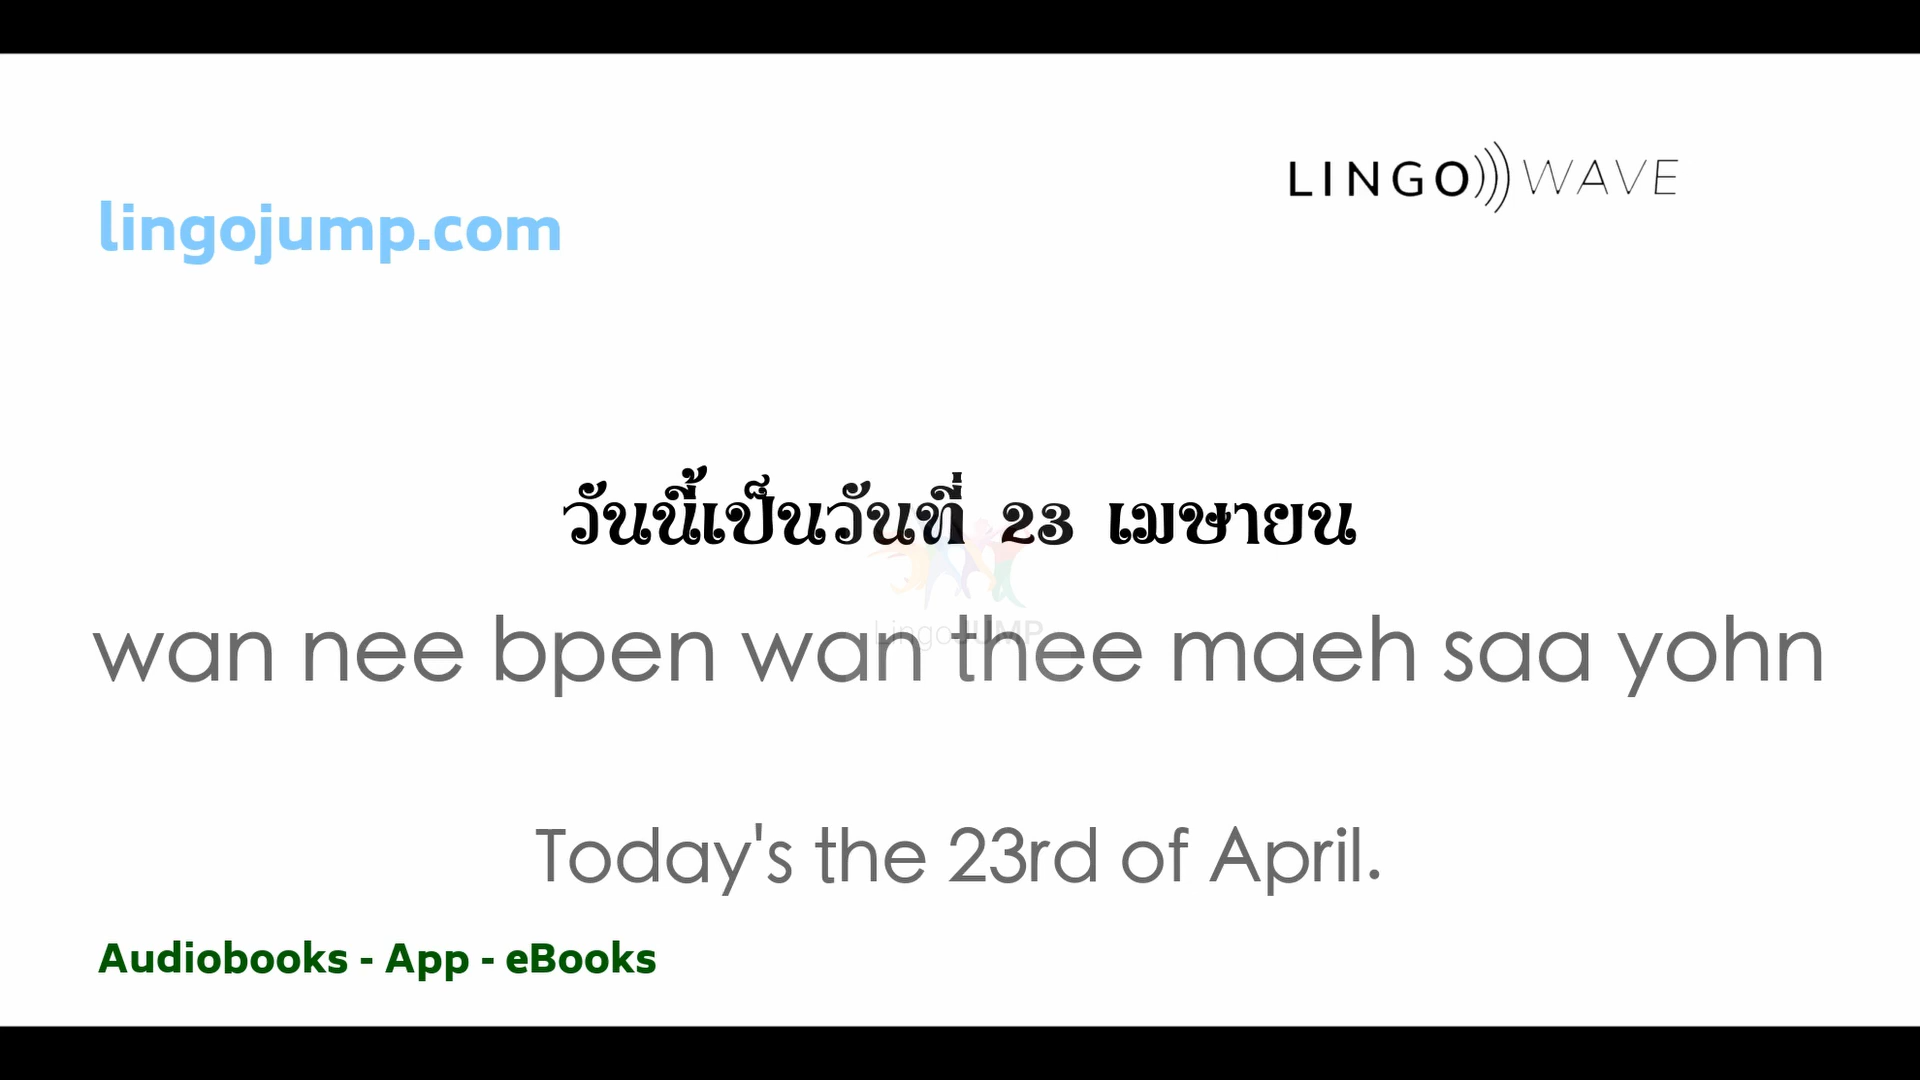 LINGO WAVE
lingojump.com
วันนี้เป็นวันที่ 23 เมษายน
wan nee bpen wan thee maeh saa yohn
LingoJUMP
Today's the 23rd of April.
Audiobooks - App - eBooks